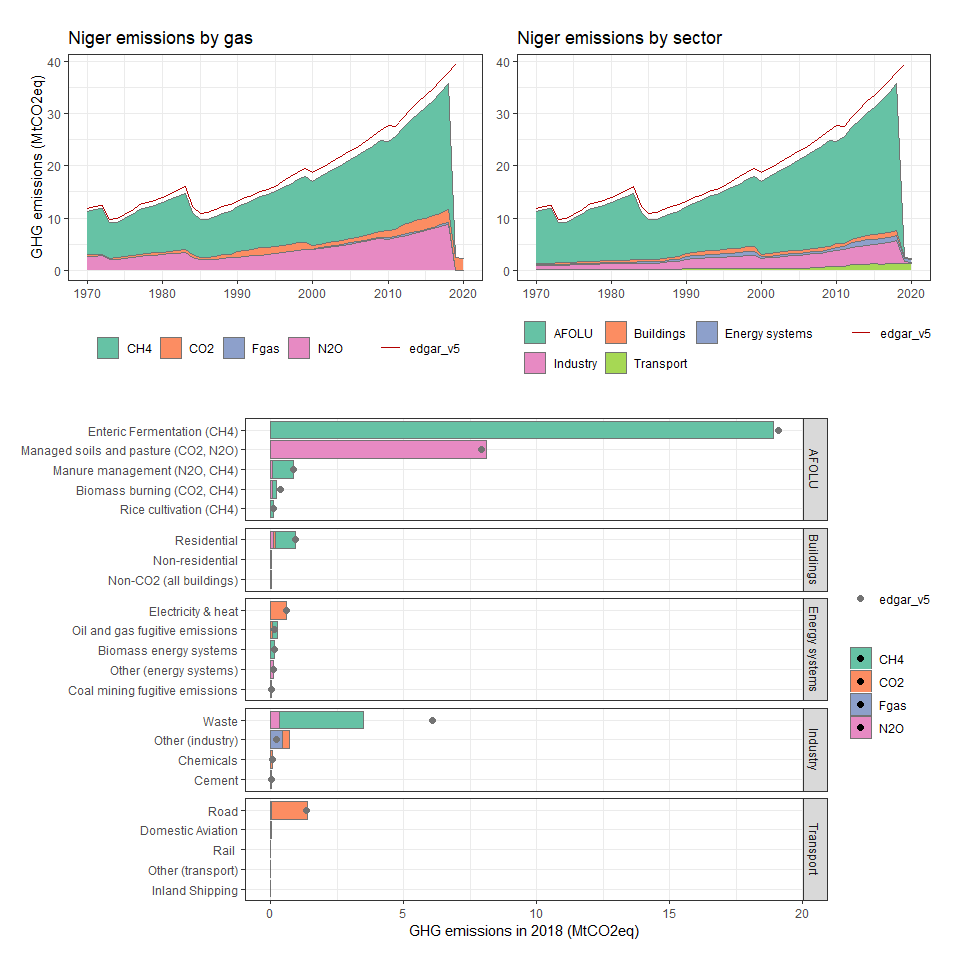 Niger emissions by gas
GHG emissions (MtCO2eq)
40
30
20
10
0
1970 1980 1990 2000 2010 2020
CH4 CO2 Fgas N2O edgar_v5
Niger emissions by sector
40
30
20
10
0
1970 1980 1990 2000 2010 2020
AFOLU Buildings Energy systems edgar_v5
Industry Transport
Enteric Fermentation (CH4)
Managed soils and pasture (CO2, N2O)
Manure management (N2O, CH4)
Biomass burning (CO2, CH4)
Rice cultivation (CH4)
AFOLU
Residential
Non-residential
Non-CO2 (all buildings)
Buildings
Electricity & heat
Oil and gas fugitive emissions
Biomass energy systems
Other (energy systems)
Coal mining fugitive emissions
Energy systems
Waste
Other (industry)
Chemicals
Cement
Industry
Road
Domestic Aviation
Rail
Other (transport)
Inland Shipping
Transport
0 5 10 15 20
GHG emissions in 2018 (MtCO2eq)
edgar_v5
CH4
CO2
Fgas
N2O